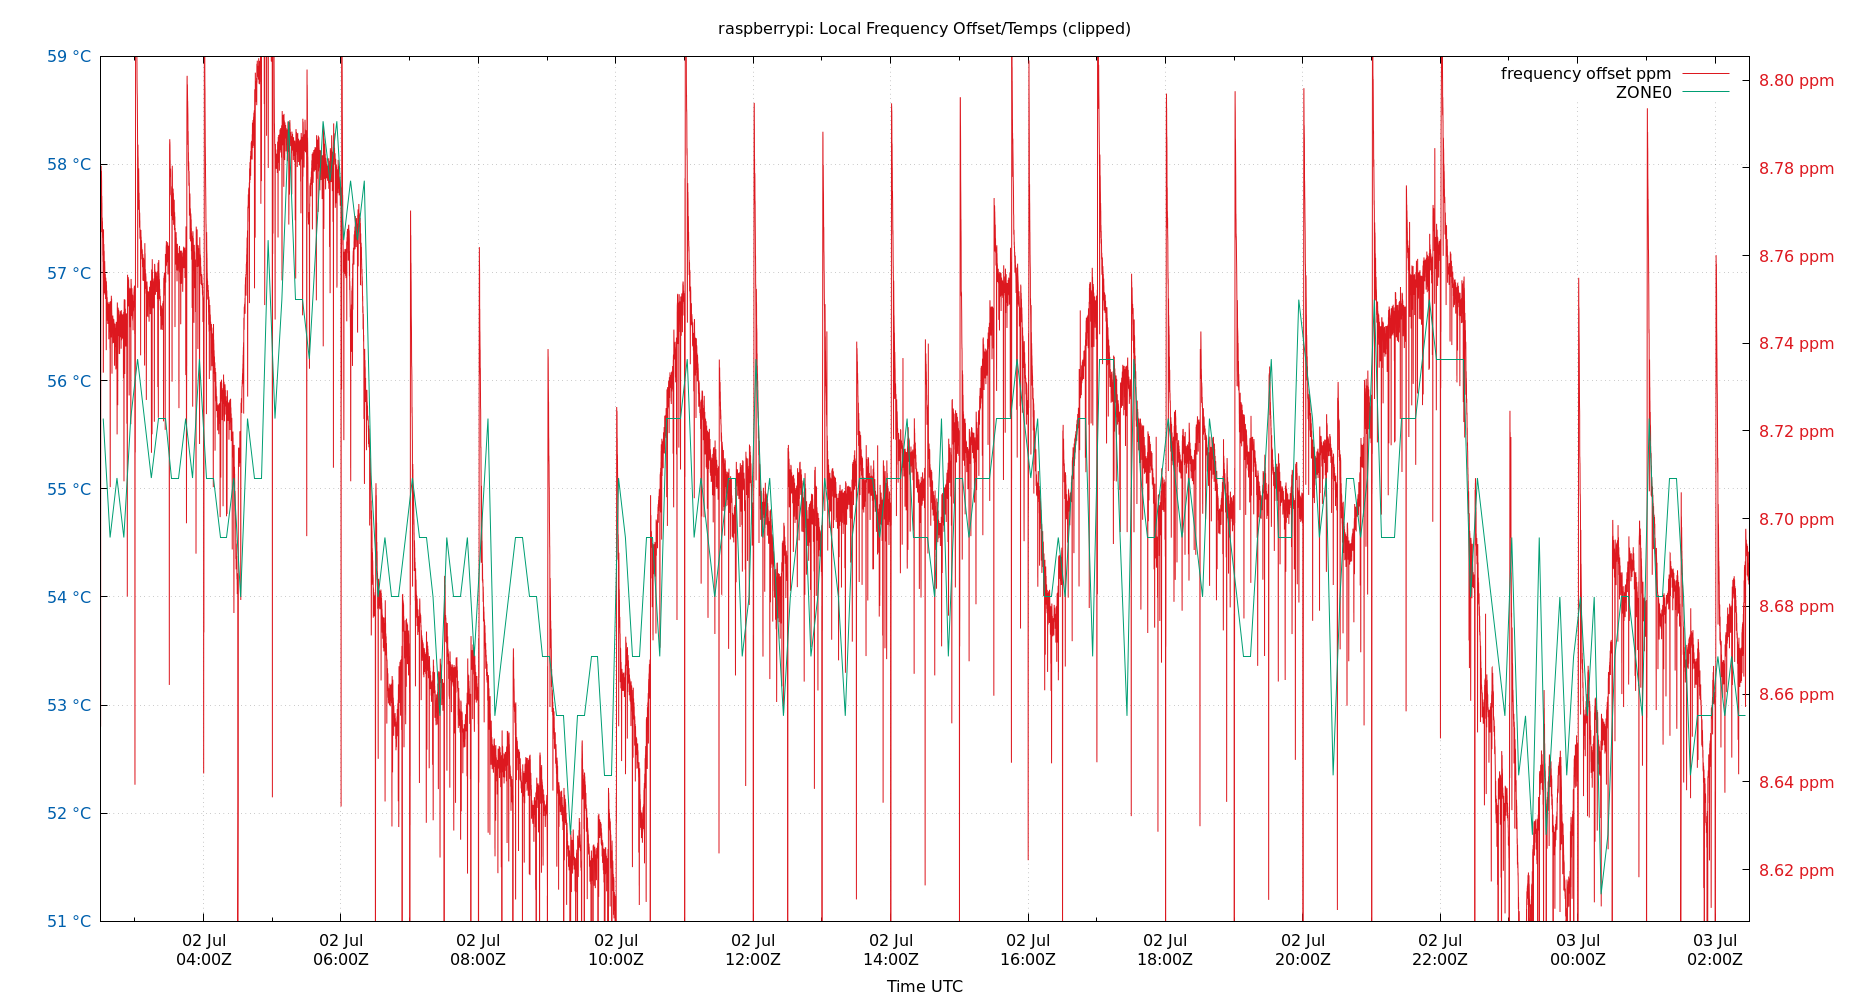 raspberrypi: Local Frequency Offset/Temps (clipped)
59 °C
58 °C
57 °C
56 °C
55 °C
54 °C
53 °C
52 °C
51 °C
frequency offset ppm
ZONE0
8.80 ppm
8.78 ppm
8.76 ppm
8.74 ppm
8.72 ppm
8.70 ppm
8.68 ppm
8.66 ppm
8.64 ppm
8.62 ppm
02 Jul 02 Jul 02 Jul 02 Jul 02 Jul 02 Jul 02 Jul 02 Jul 02 Jul 02 Jul 03 Jul 03 Jul
04:00Z 06:00Z 08:00Z 10:00Z 12:00Z 14:00Z 16:00Z 18:00Z 20:00Z 22:00Z 00:00Z 02:00Z
Time UTC